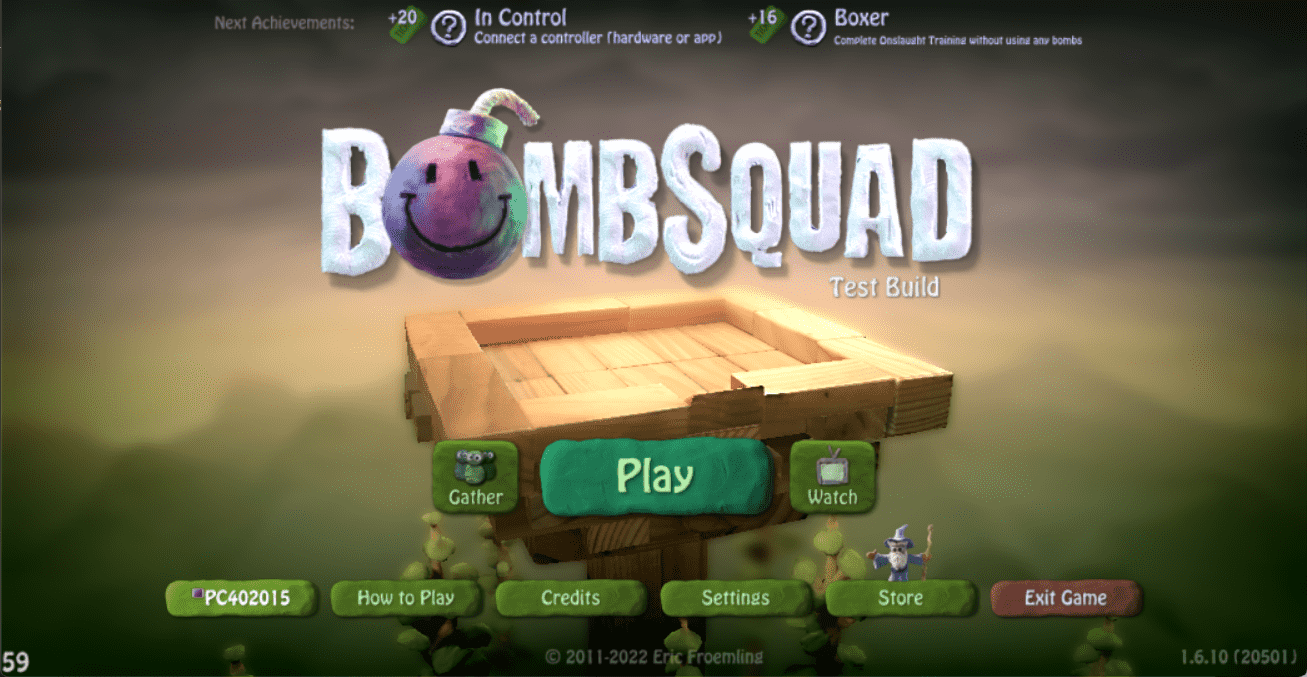 Next Achievements:
+20
In Control
Connect a controller (hardware or app)
+16
Boxer
Complete Onslaught Training without using any bombs
BOMBSQUAD
Test Build
Gather
Play
Watch
PC402015
How to Play
Credits
Settings
Store
Exit Game
59
© 2011-2022 Eric Froemling
1.6.10 (20501)